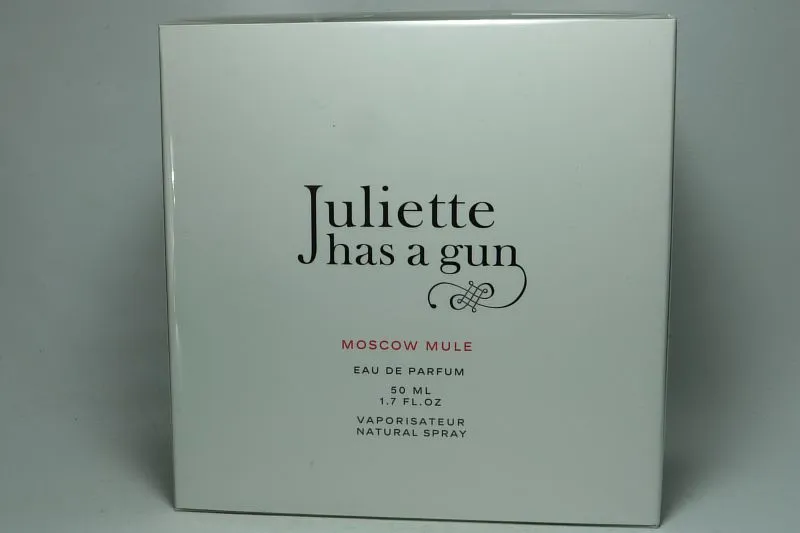 Juliette
has a gun
MOSCOW MULE
EAU DE PARFUM
50 ML
1.7 FL.OZ
VAPORISATEUR
NATURAL SPRAY